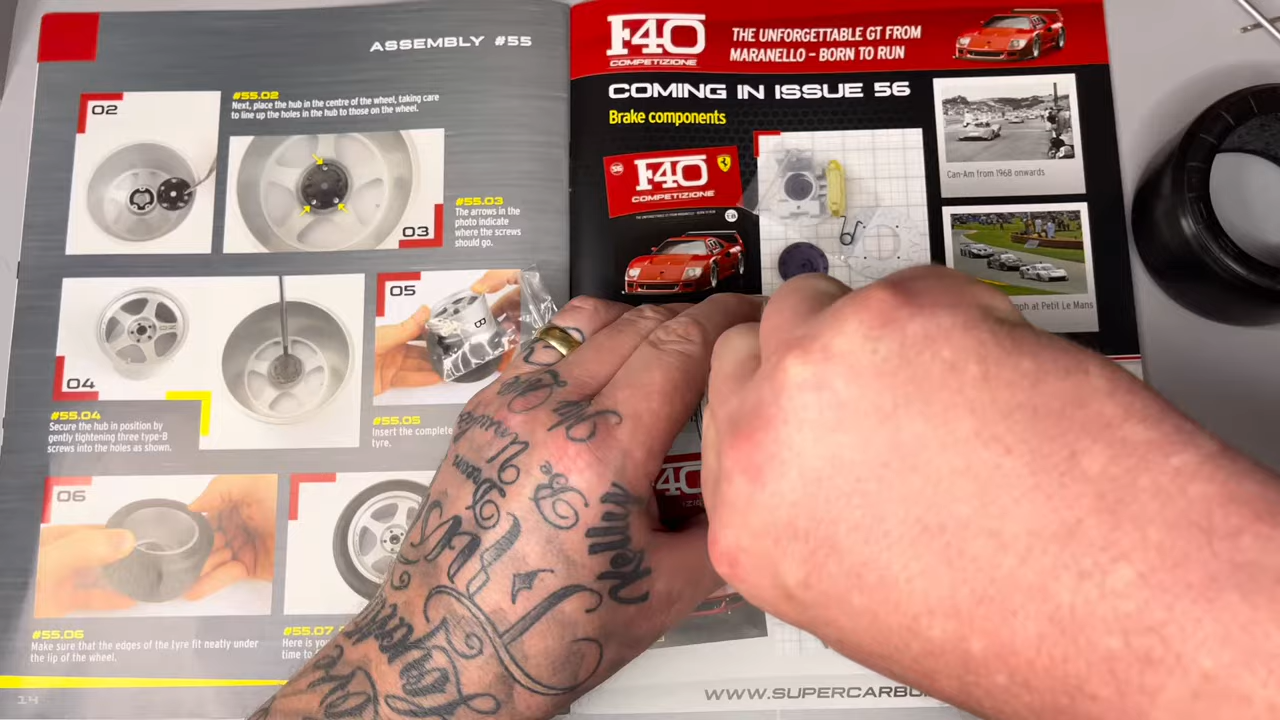 ASSEMBLY #55
02
#55.02
Next, place the hub in the centre of the wheel, taking care
to line up the holes in the hub to those on the wheel.
03
#55.03
The arrows in the
photo indicate
where the screws
should go.
04
#55.04
Secure the hub in position by
gently tightening three type-B
screws into the holes as shown.
05
B
#55.05
Insert the complete
tyre.
06
#55.06
Make sure that the edges of the tyre fit neatly under
the lip of the wheel.
#55.07
Here is
time to
14
F40
COMPETIZIONE
THE UNFORGETTABLE GT FROM
MARANELLO – BORN TO RUN
COMING IN ISSUE 56
Brake components
56
F40
COMPETIZIONE
Can-Am from 1968 onwards
at Petit Le Mans
WWW.SUPERCARBU
Kelly
Be